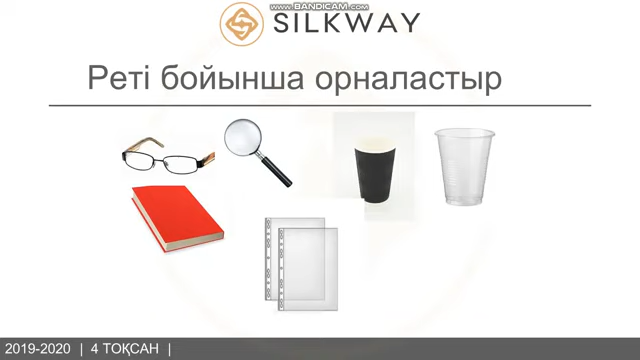 www.BANDICAM.com
SILKWAY
Реті бойынша орналастыр
2019-2020 | 4 ТОҚСАН |